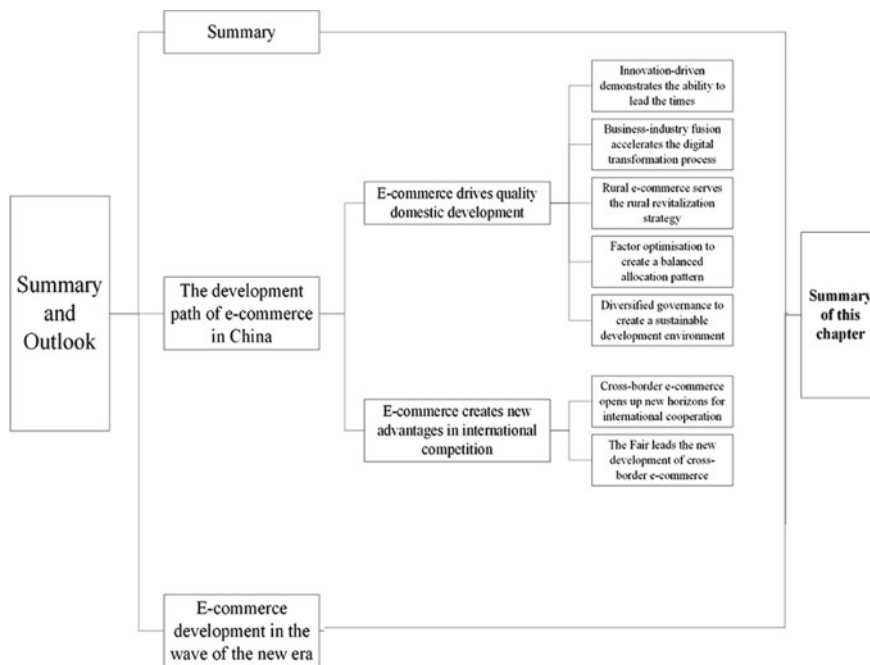 Summary
and
Outlook
Summary
The development
path of e-commerce
in China
E-commerce
development in the
wave of the new era
E-commerce drives quality
domestic development
E-commerce creates new
advantages in international
competition
Innovation-driven
demonstrates the ability to
lead the times
Business-industry fusion
accelerates the digital
transformation process
Rural e-commerce serves
the rural revitalization
strategy
Factor optimisation to
create a balanced
allocation pattern
Diversified governance to
create a sustainable
development environment
Cross-border e-commerce
opens up new horizons for
international cooperation
The Fair leads the new
development of cross-
border e-commerce
Summary
of this
chapter